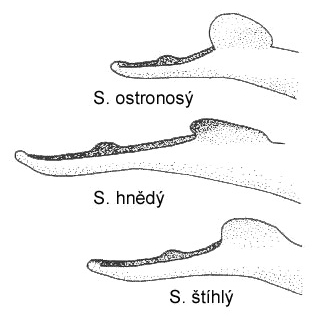 S. ostronosý
S. hnědý
S. štíhlý